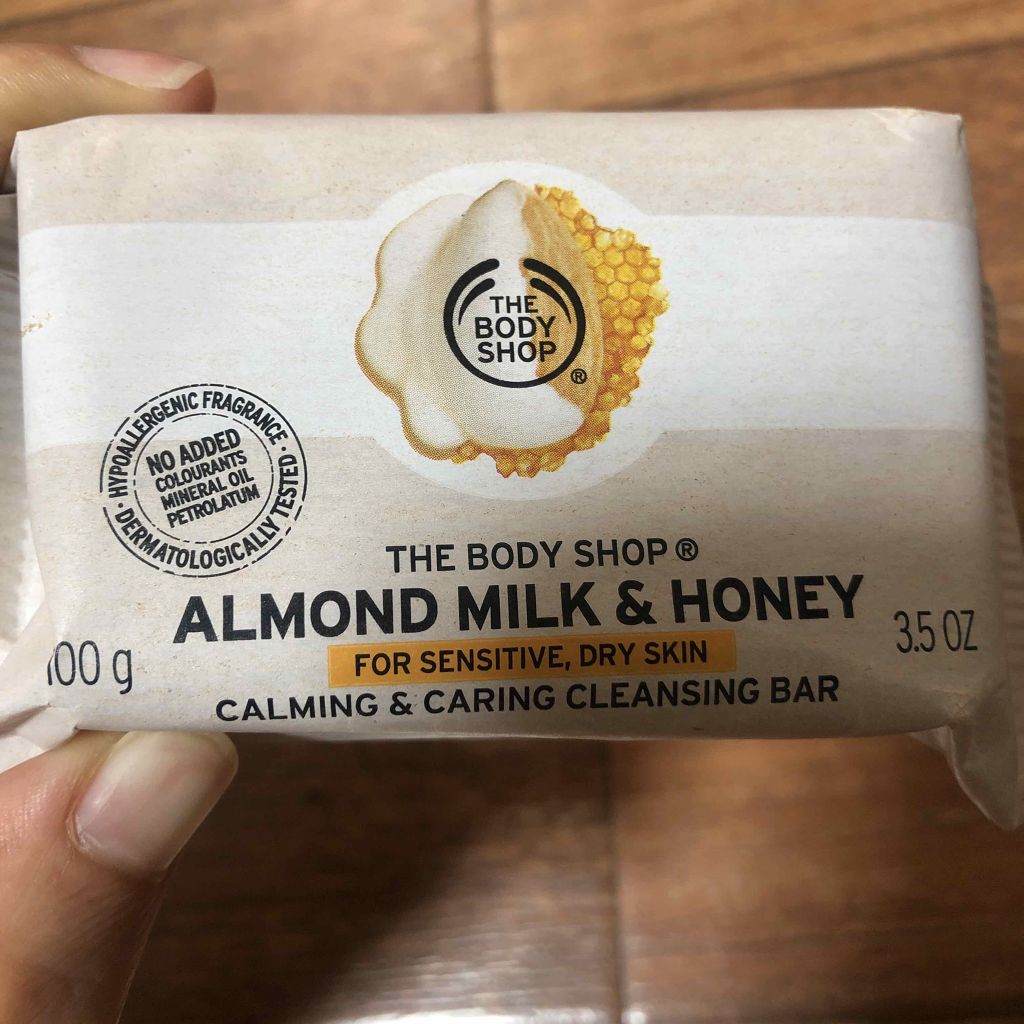 THE
BODY
SHOP
®
· HYPOALLERGENIC FRAGRANCE ·
DERMATOLOGICALLY TESTED
NO ADDED
COLOURANTS
MINERAL OIL
PETROLATUM
THE BODY SHOP ®
ALMOND MILK & HONEY
100 g
3.5 OZ
FOR SENSITIVE, DRY SKIN
CALMING & CARING CLEANSING BAR